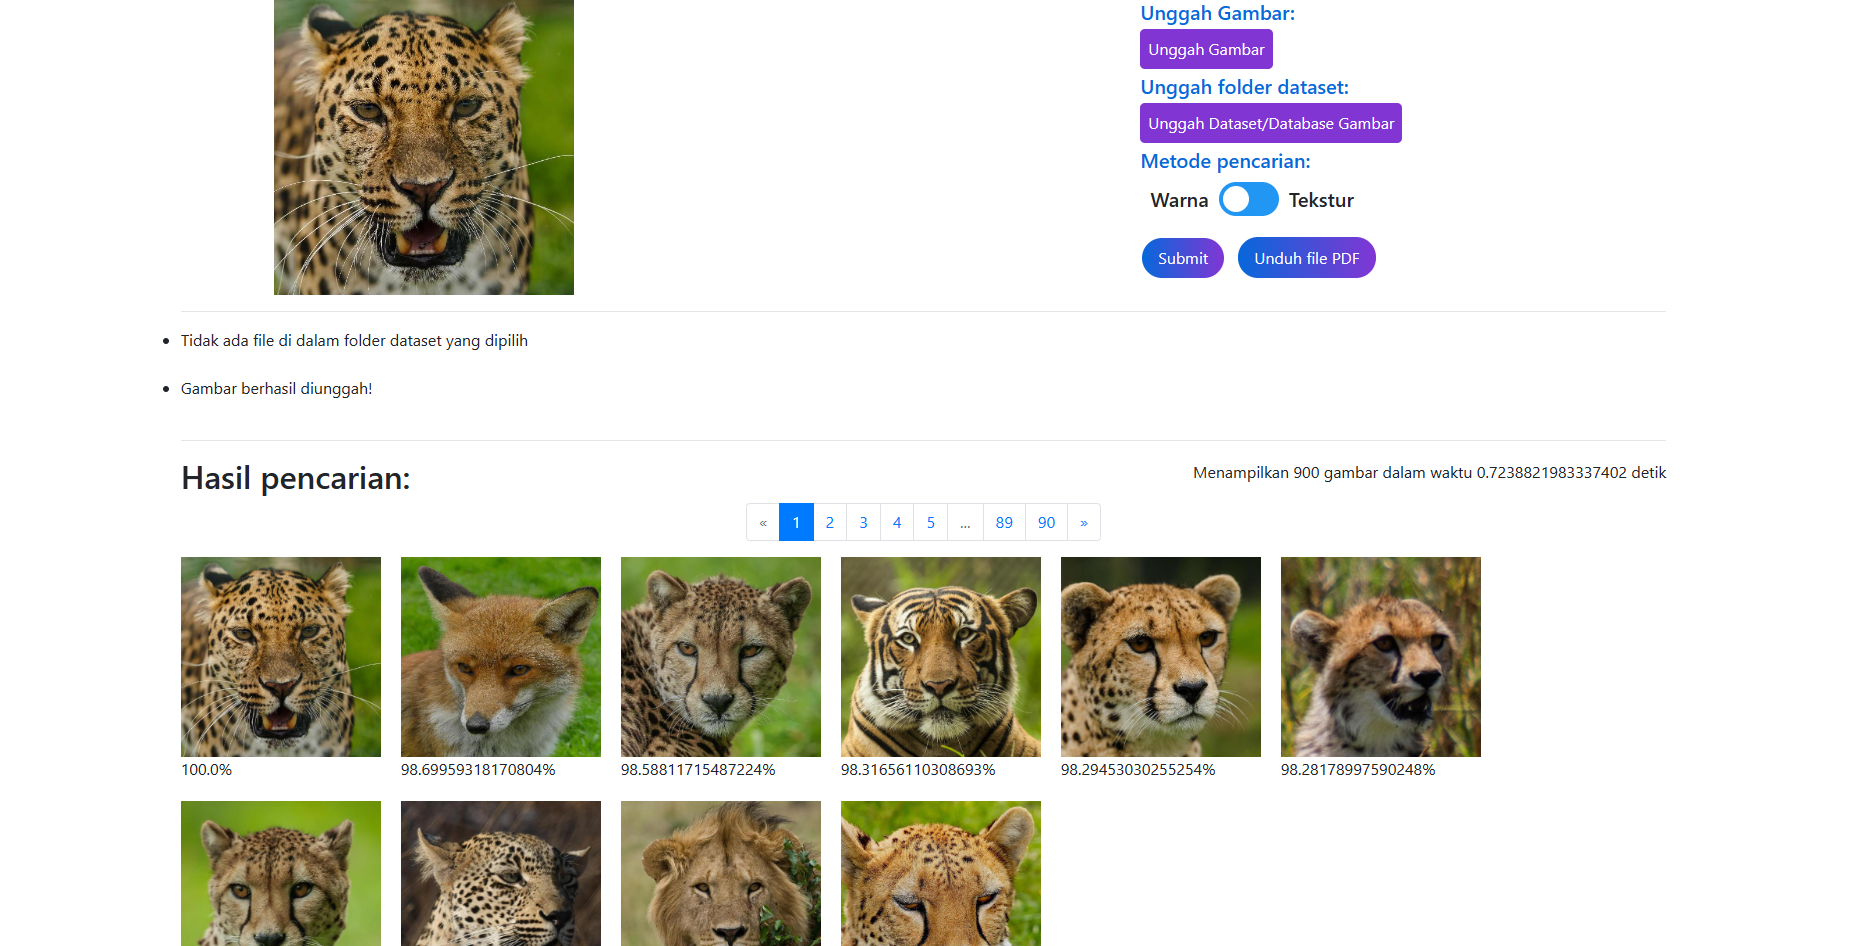 Unggah Gambar:
Unggah Gambar
Unggah folder dataset:
Unggah Dataset/Database Gambar
Metode pencarian:
Warna Tekstur
Submit Unduh file PDF
Tidak ada file di dalam folder dataset yang dipilih
Gambar berhasil diunggah!
Hasil pencarian:
Menampilkan 900 gambar dalam waktu 0.7238821983337402 detik
« 1 2 3 4 5 ... 89 90 »
100.0% 98.69959318170804% 98.58811715487224% 98.31656110308693% 98.29453030255254% 98.28178997590248%